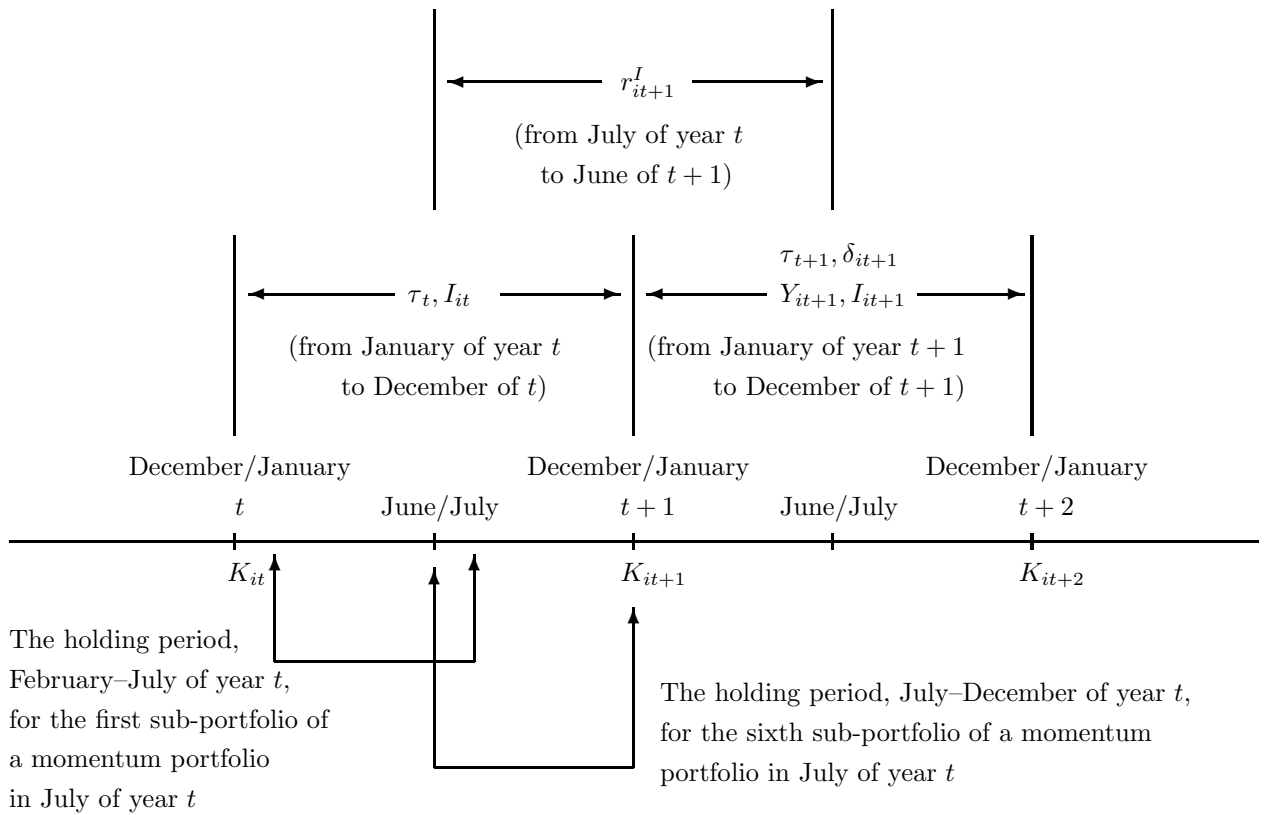 r^I_{it+1}
(from July of year t
to June of t + 1)
τ_{t+1}, δ_{it+1}
τ_t, I_{it}
Y_{it+1}, I_{it+1}
(from January of year t
to December of t)
(from January of year t + 1
to December of t + 1)
December/January
t
June/July
December/January
t + 1
June/July
December/January
t + 2
K_{it}
K_{it+1}
K_{it+2}
The holding period,
February–July of year t,
for the first sub-portfolio of
a momentum portfolio
in July of year t
The holding period, July–December of year t,
for the sixth sub-portfolio of a momentum
portfolio in July of year t